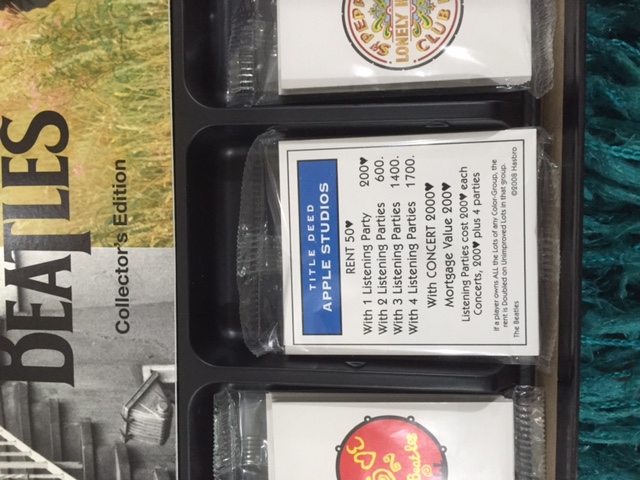 BEATLES
Collector's Edition
SGT. PEPPER
LONELY H
CLUB
TITLE DEED
APPLE STUDIOS
RENT 50♥
With 1 Listening Party 200♥
With 2 Listening Parties 600.
With 3 Listening Parties 1400.
With 4 Listening Parties 1700.
With CONCERT 2000♥
Mortgage Value 200♥
Listening Parties cost 200♥ each
Concerts, 200♥ plus 4 parties
If a player owns ALL the Lots of any Color-Group, the
rent is Doubled on Unimproved Lots in that group.
The Beatles ©2008 Hasbro
Beatles